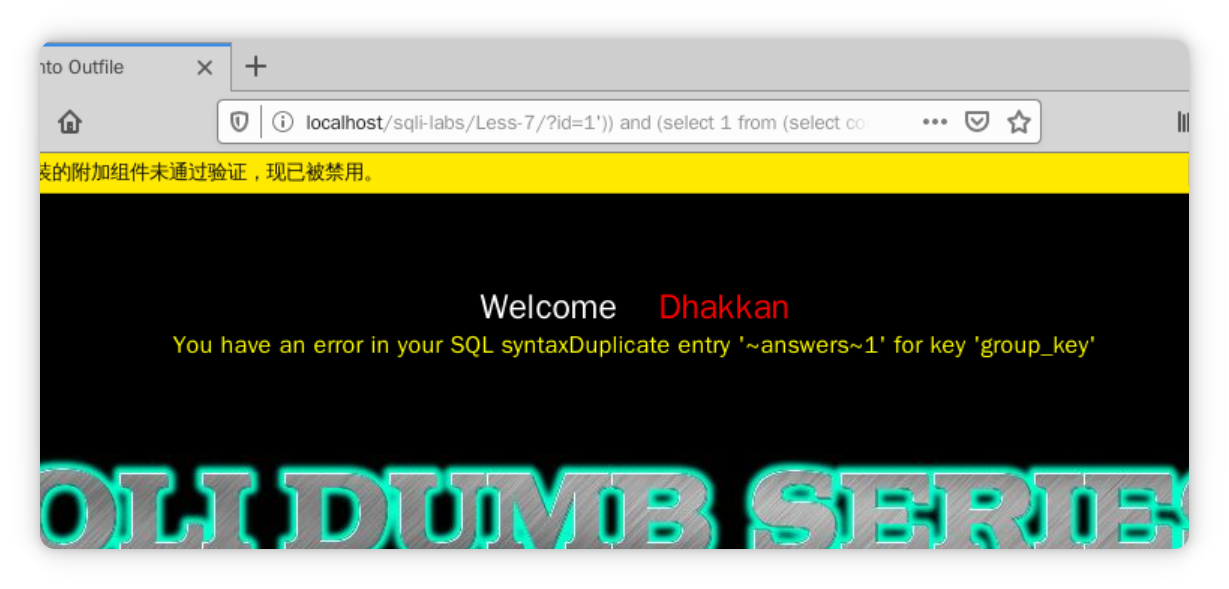 nto Outfile
localhost/sqli-labs/Less-7/?id=1')) and (select 1 from (select co
装的附加组件未通过验证，现已被禁用。
Welcome Dhakkan
You have an error in your SQL syntaxDuplicate entry '~answers~1' for key 'group_key'
QLI DUMB SERIES